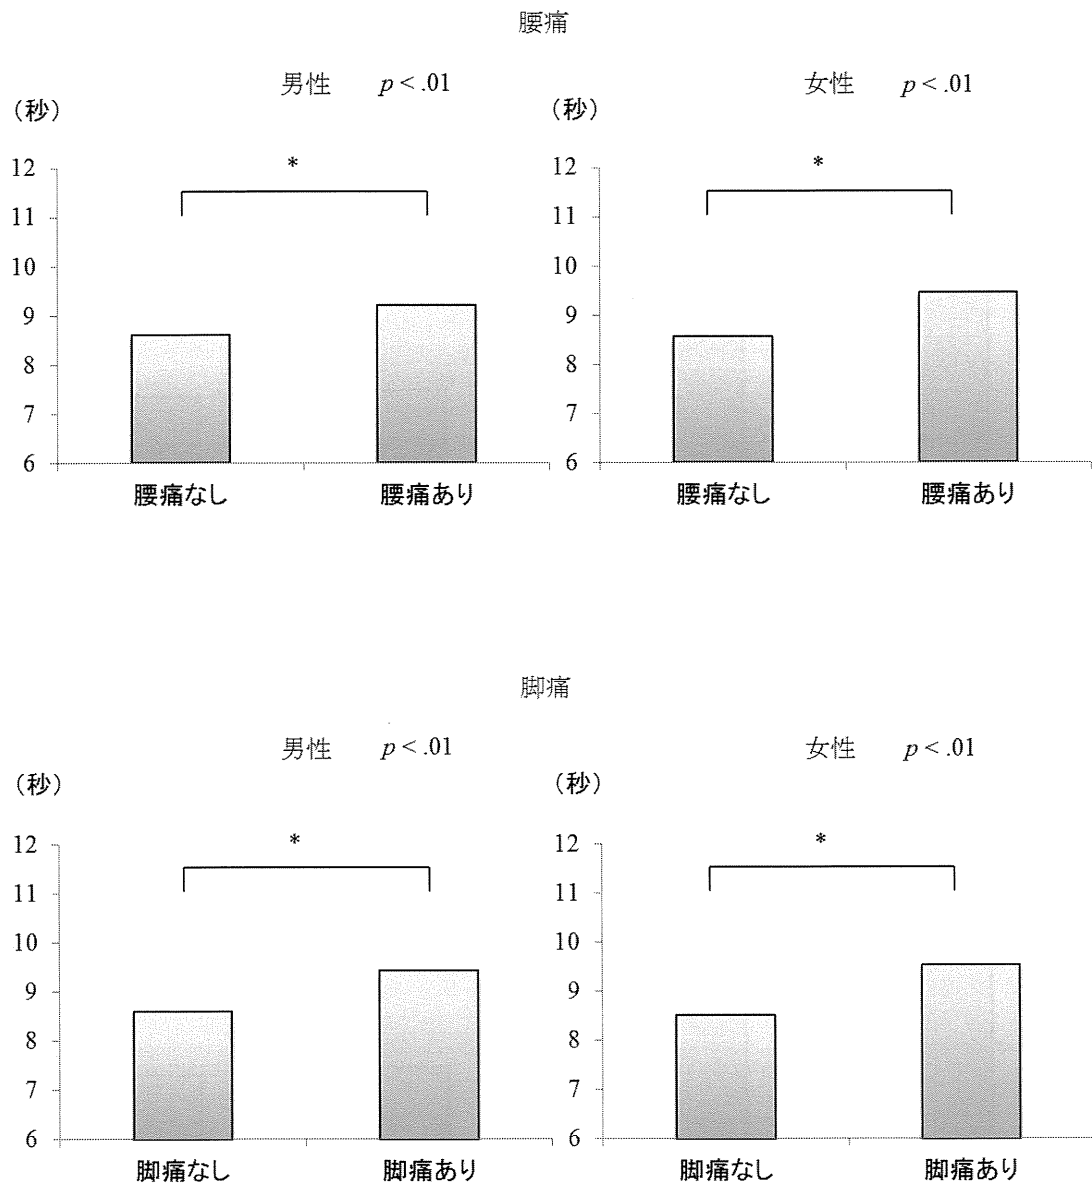 腰痛
男性 p < .01
(秒)
*
12
11
10
9
8
7
6
腰痛なし 腰痛あり
女性 p < .01
(秒)
*
12
11
10
9
8
7
6
腰痛なし 腰痛あり
脚痛
男性 p < .01
(秒)
*
12
11
10
9
8
7
6
脚痛なし 脚痛あり
女性 p < .01
(秒)
*
12
11
10
9
8
7
6
脚痛なし 脚痛あり